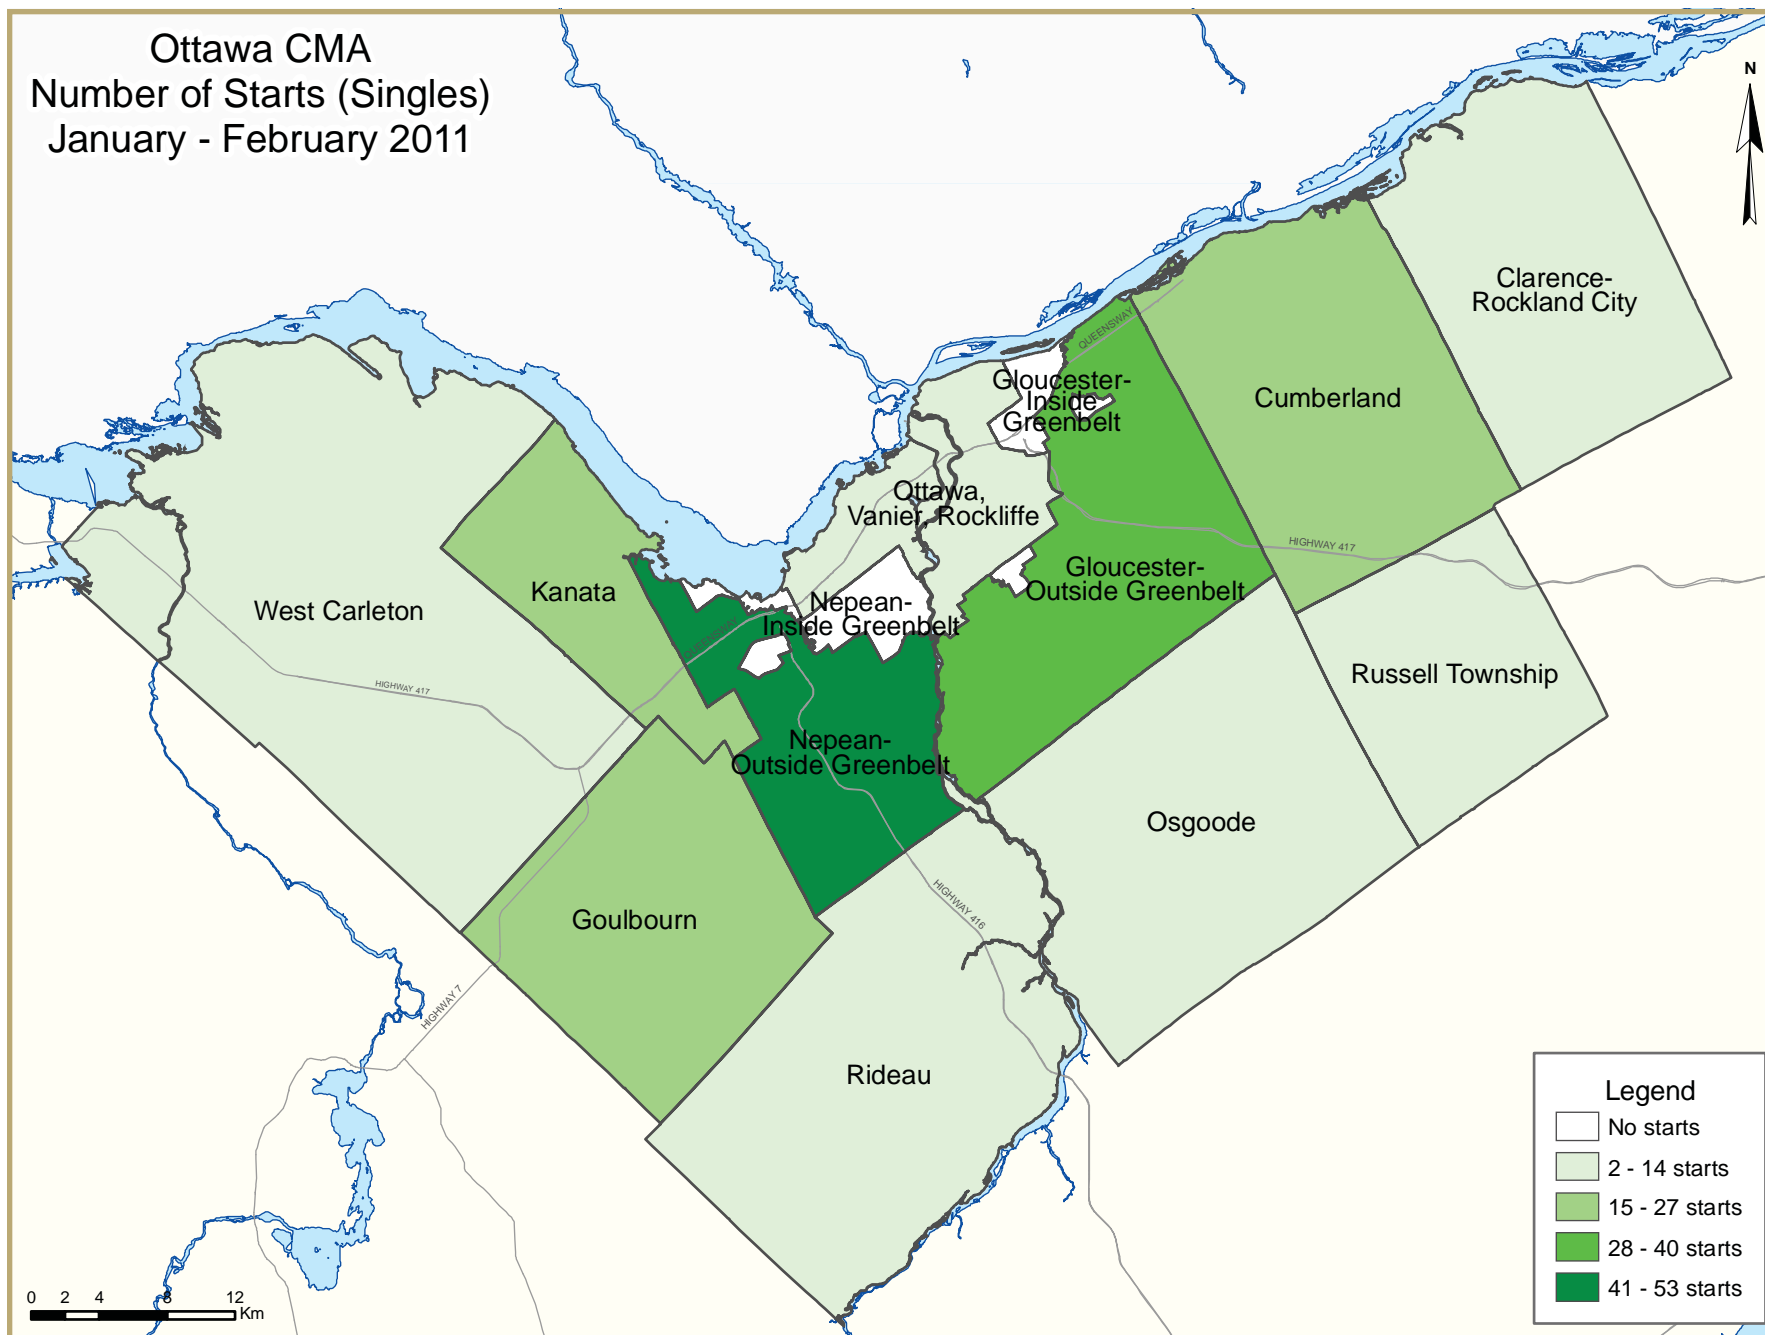 Ottawa CMA
Number of Starts (Singles)
January - February 2011
N
Clarence-
Rockland City
QUEENSWAY
Gloucester-
Inside
Greenbelt
Cumberland
Ottawa,
Vanier, Rockliffe
HIGHWAY 417
Gloucester-
Outside Greenbelt
Kanata
West Carleton
Nepean-
Inside Greenbelt
QUEENSWAY
Russell Township
HIGHWAY 417
Nepean-
Outside Greenbelt
Osgoode
Goulbourn
HIGHWAY 416
HIGHWAY 7
Rideau
Legend
No starts
2 - 14 starts
15 - 27 starts
28 - 40 starts
41 - 53 starts
0 2 4 8 12
Km